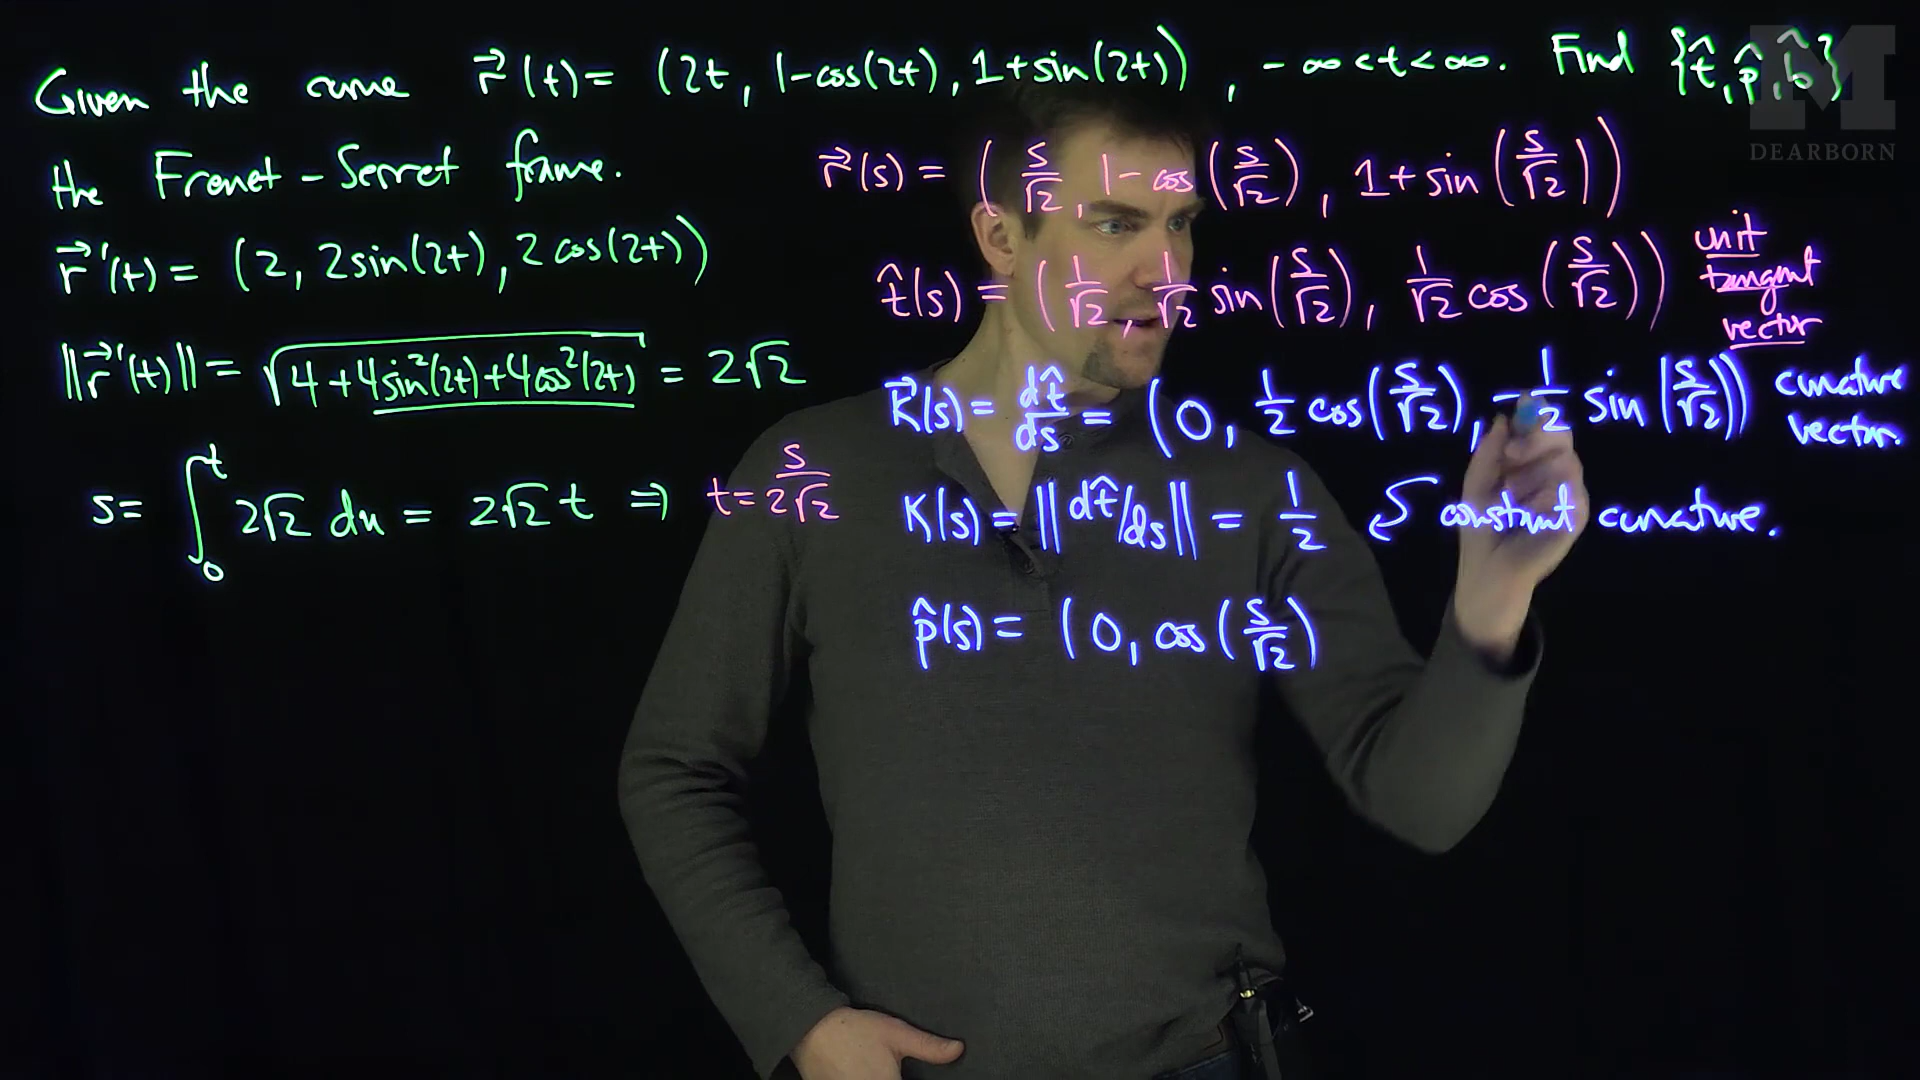 Given the curve r⃗(t) = (2t, 1-cos(2t), 1+sin(2t)), -∞<t<∞. Find {t̂, p̂, b̂}
the Frenet-Serret frame.
r⃗'(t) = (2, 2sin(2t), 2cos(2t))
||r⃗'(t)|| = √(4+4sin²(2t)+4cos²(2t)) = 2√2
s = ∫₀ᵗ 2√2 du = 2√2 t ⇒ t = s/(2√2)
r⃗(s) = (s/√2, 1-cos(s/√2), 1+sin(s/√2))
t̂(s) = (1/√2, 1/√2 sin(s/√2), 1/√2 cos(s/√2)) unit tangent vector
K⃗(s) = dt̂/ds = (0, 1/2 cos(s/√2), -1/2 sin(s/√2)) curvature vector.
K(s) = ||dt̂/ds|| = 1/2 constant curvature.
p̂(s) = (0, cos(s/√2)
M
DEARBORN